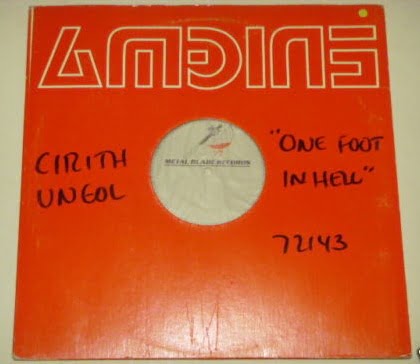 ENIGMA
CIRITH
UNGOL
METAL BLADE RECORDS
"ONE FOOT
IN HELL"
72143